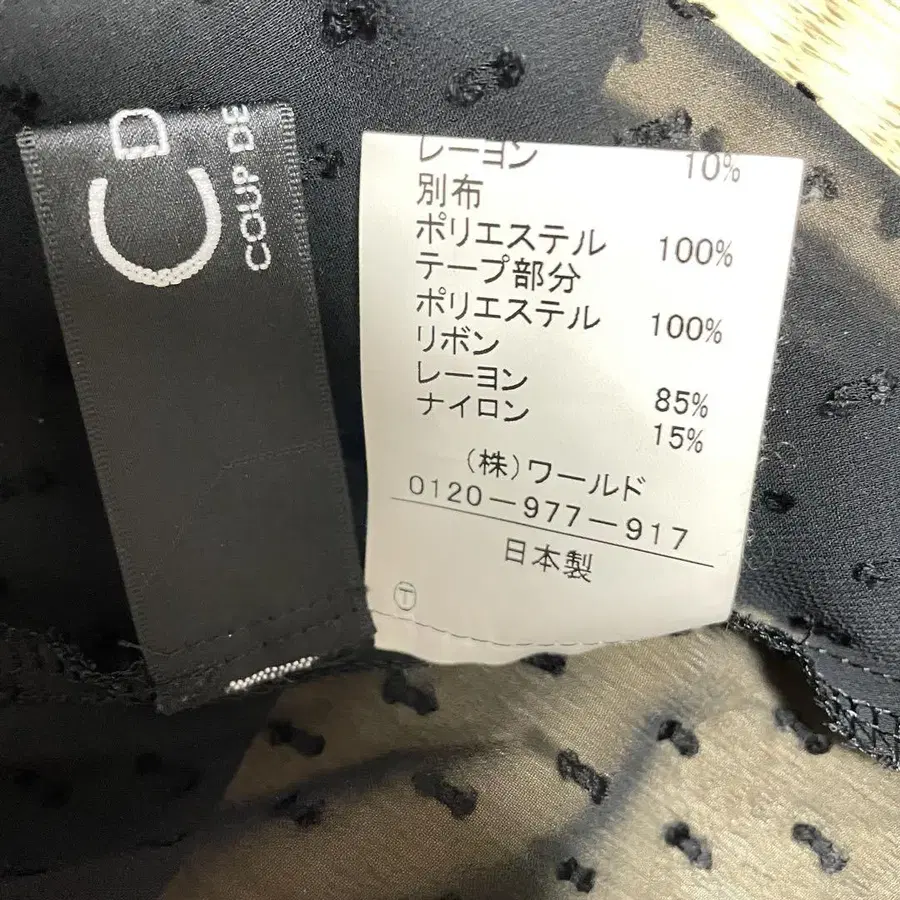 CD
COUP DE
レーヨン 10%
別布
ポリエステル 100%
テープ部分
ポリエステル 100%
リボン
レーヨン 85%
ナイロン 15%
(株)ワールド
0120-977-917
日本製
T